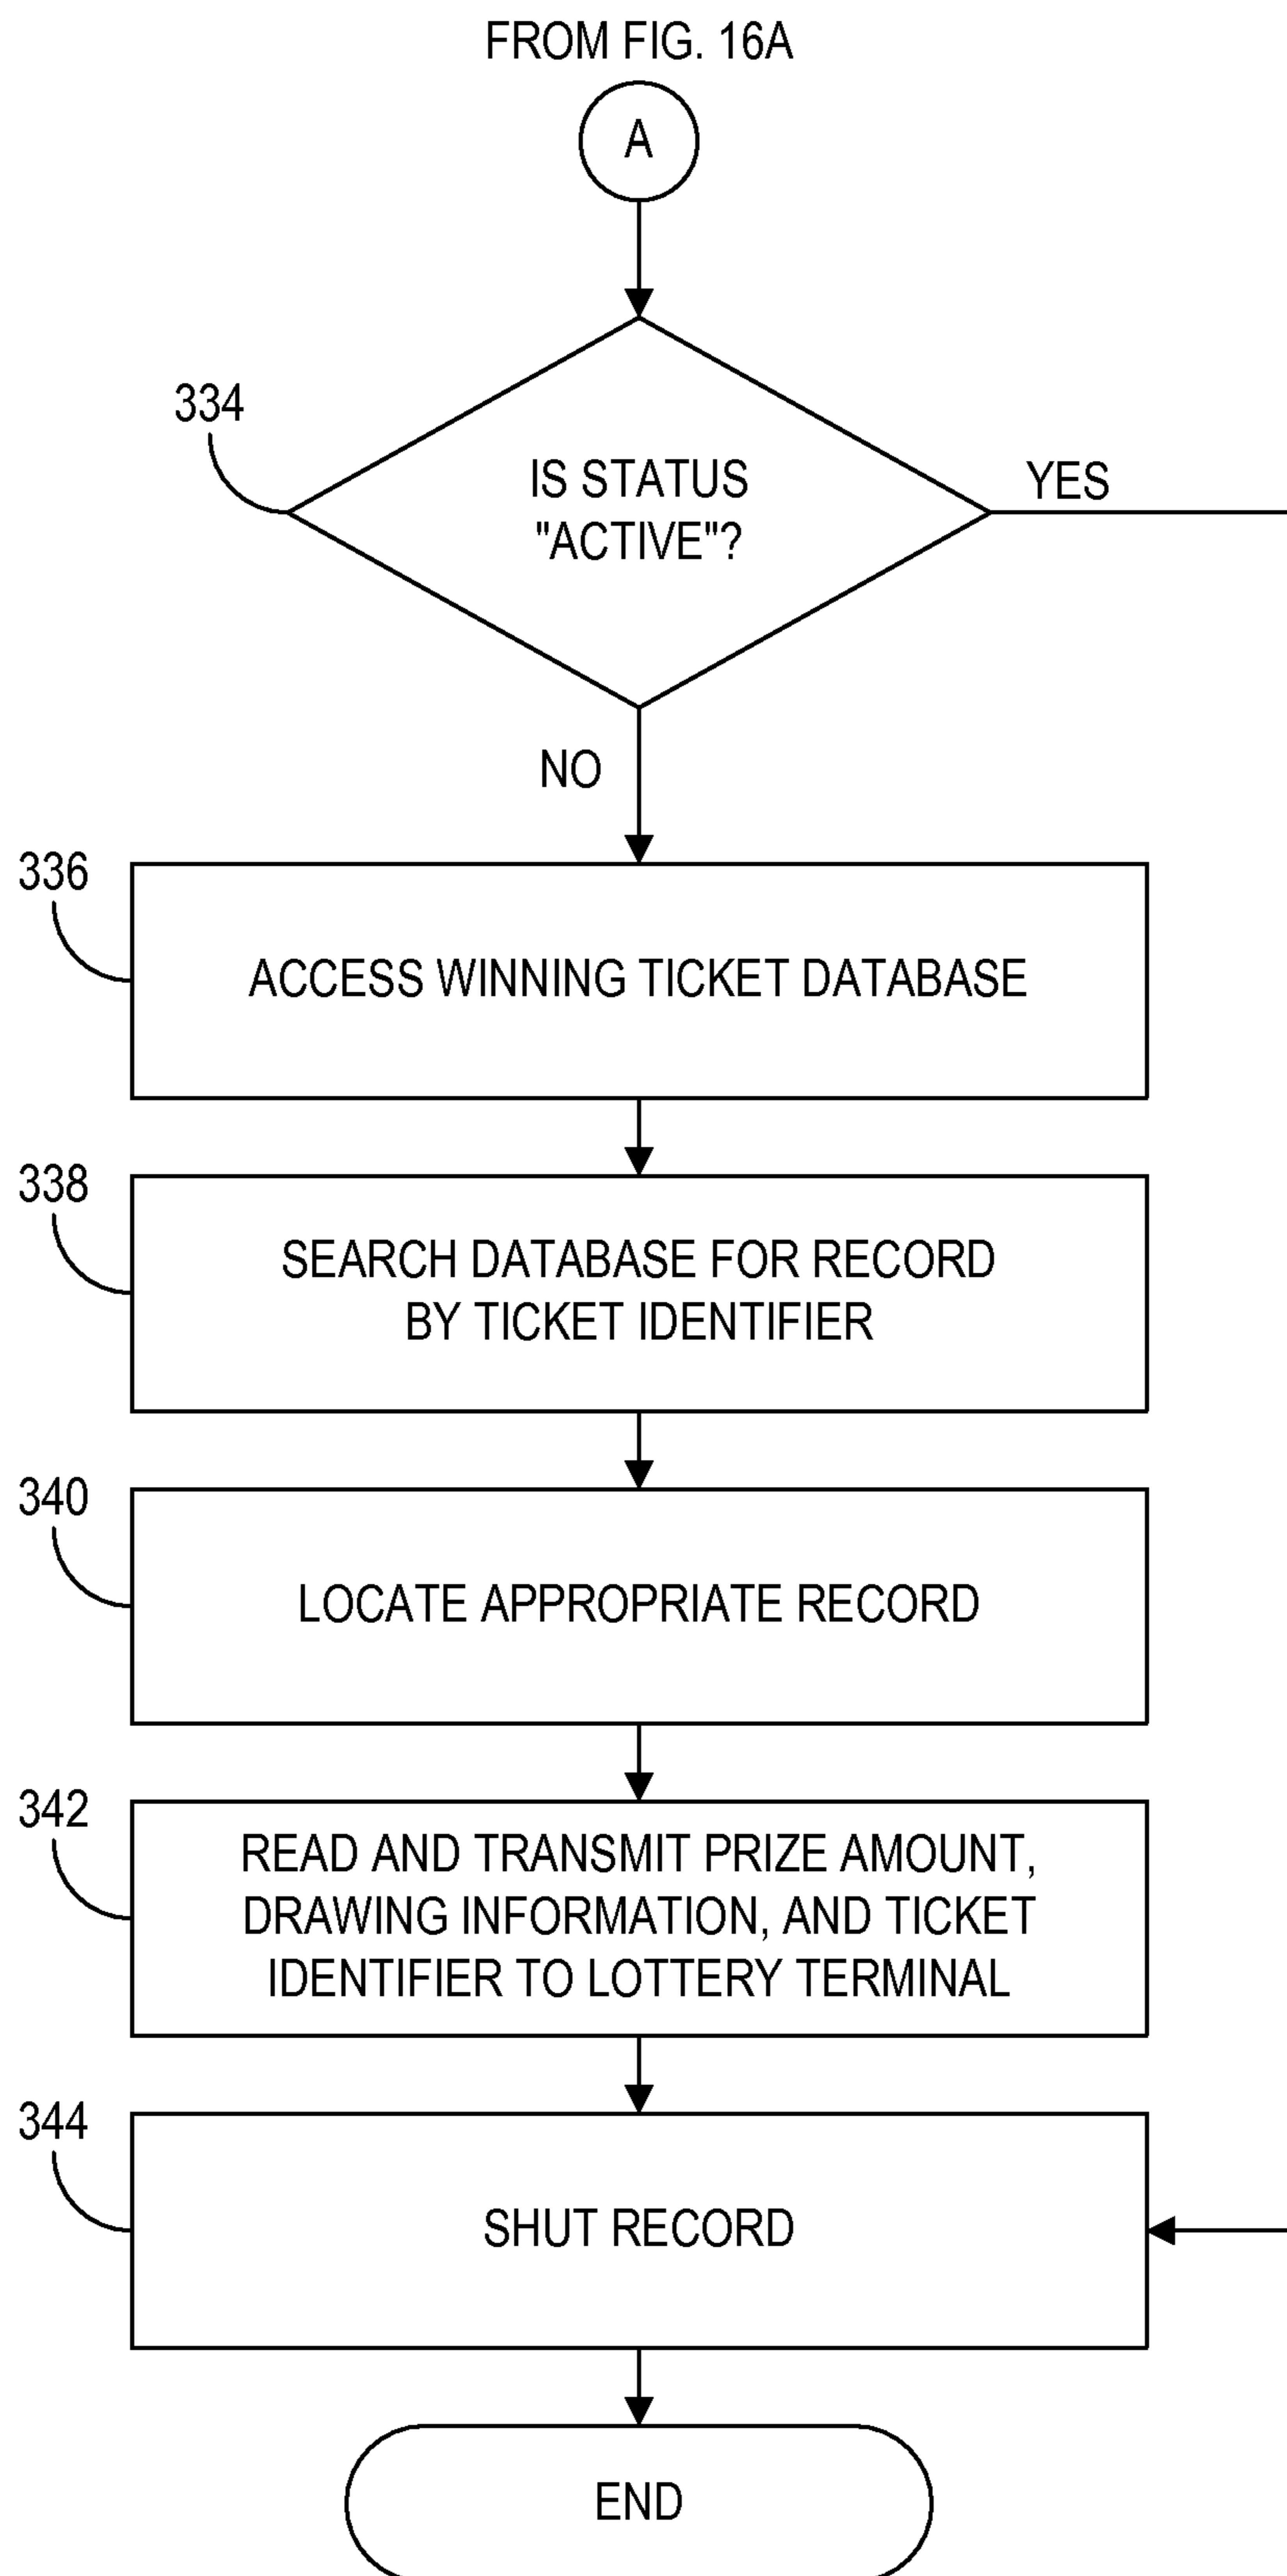 FROM FIG. 16A
A
334
IS STATUS
"ACTIVE"?
YES
NO
336
ACCESS WINNING TICKET DATABASE
338
SEARCH DATABASE FOR RECORD
BY TICKET IDENTIFIER
340
LOCATE APPROPRIATE RECORD
342
READ AND TRANSMIT PRIZE AMOUNT,
DRAWING INFORMATION, AND TICKET
IDENTIFIER TO LOTTERY TERMINAL
344
SHUT RECORD
END